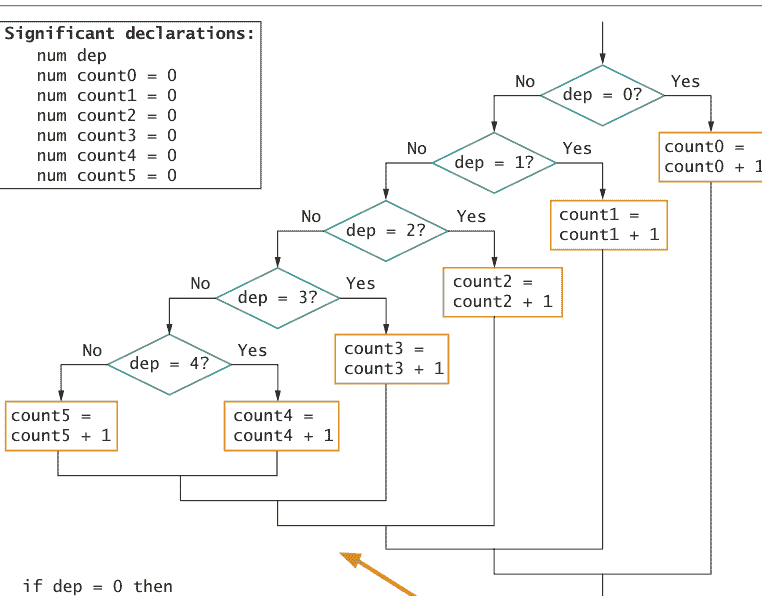 Significant declarations:
num dep
num count0 = 0
num count1 = 0
num count2 = 0
num count3 = 0
num count4 = 0
num count5 = 0
No
dep = 0?
Yes
count0 =
count0 + 1
No
dep = 1?
Yes
count1 =
count1 + 1
No
dep = 2?
Yes
count2 =
count2 + 1
No
dep = 3?
Yes
count3 =
count3 + 1
No
dep = 4?
Yes
count5 =
count5 + 1
count4 =
count4 + 1
if dep = 0 then